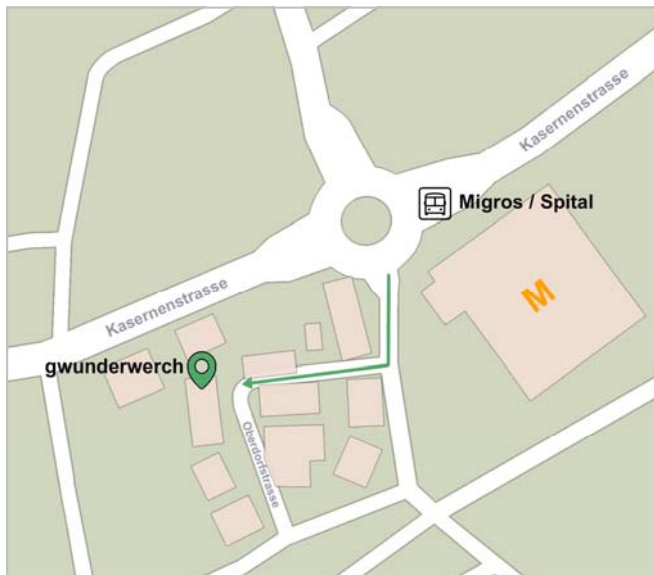 Kasernenstrasse
Migros / Spital
M
Kasernenstrasse
gwunderwerch
Oberdorfstrasse